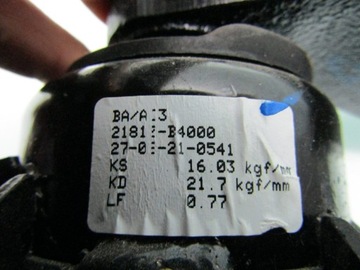 BA/A:3
2181:-B4000
27-0:-21-0541
KS 16.03 kgf/mm
KD 21.7 kgf/mm
LF 0.77